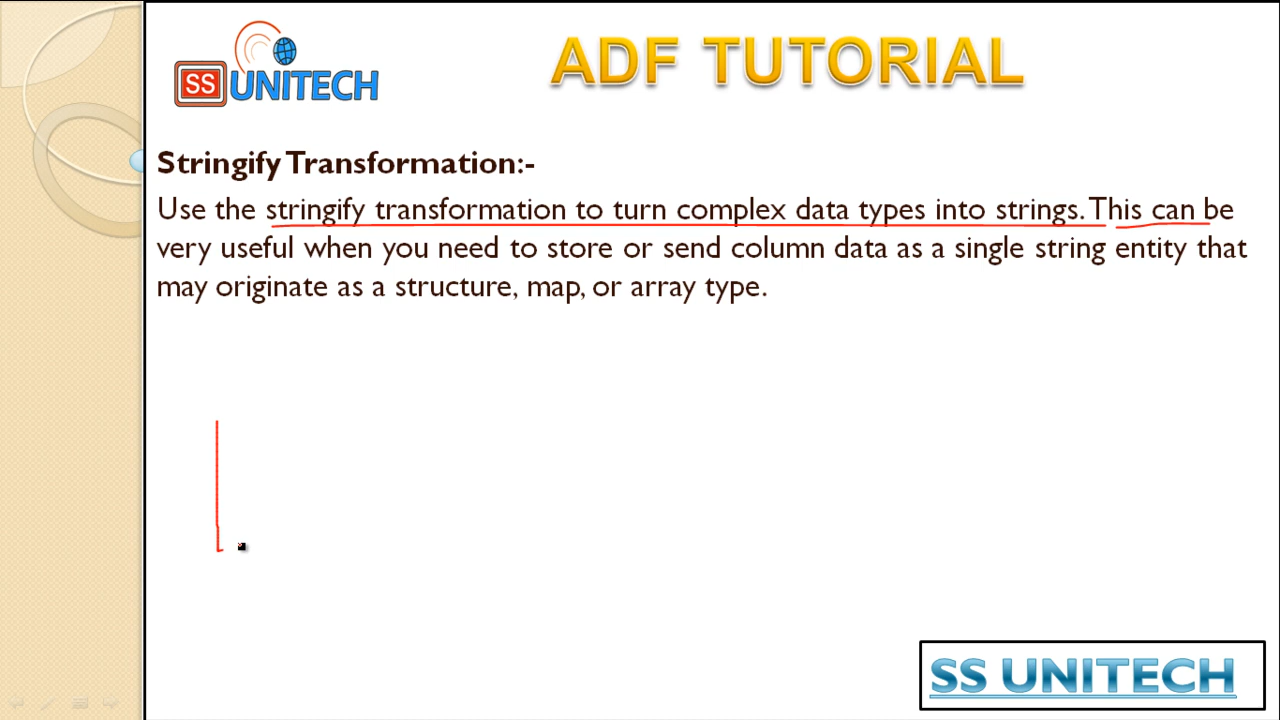 SS UNITECH
ADF TUTORIAL
Stringify Transformation:-
Use the stringify transformation to turn complex data types into strings. This can be
very useful when you need to store or send column data as a single string entity that
may originate as a structure, map, or array type.
SS UNITECH